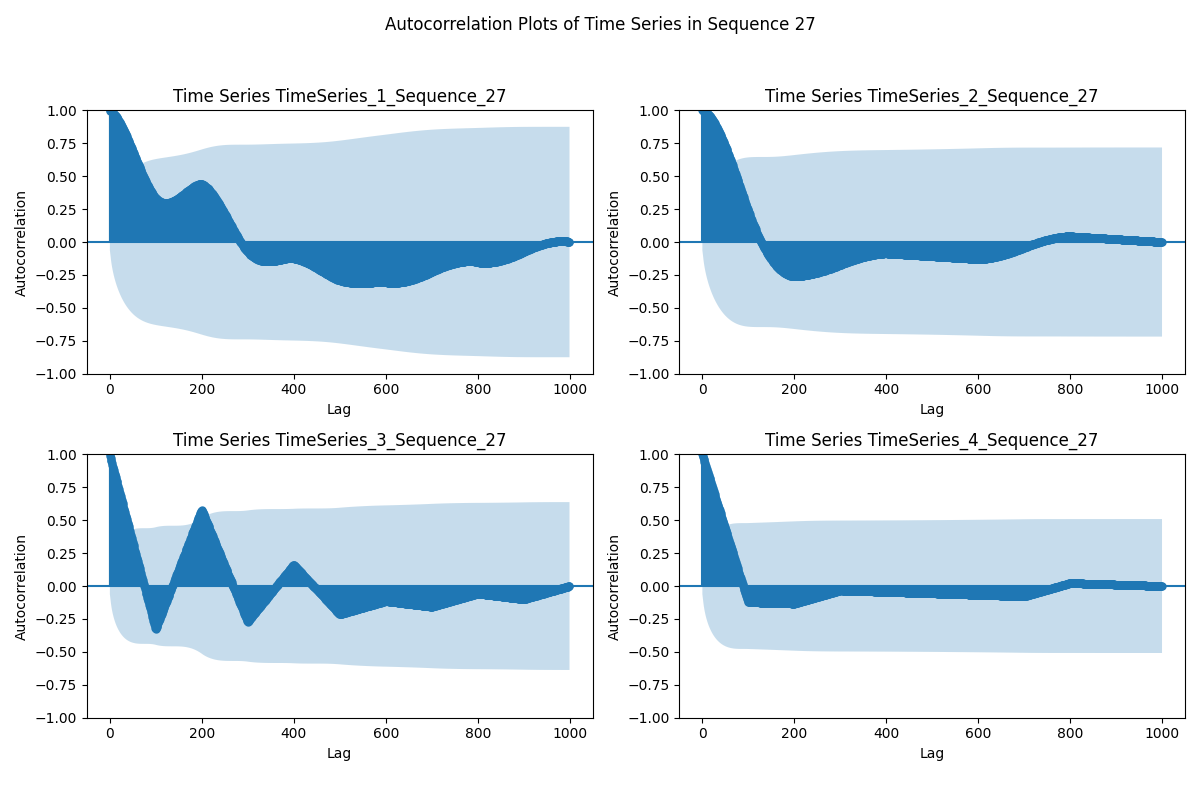 Autocorrelation Plots of Time Series in Sequence 27
Time Series TimeSeries_1_Sequence_27
Autocorrelation
1.00
0.75
0.50
0.25
0.00
−0.25
−0.50
−0.75
−1.00
0 200 400 600 800 1000
Lag
Time Series TimeSeries_2_Sequence_27
Autocorrelation
1.00
0.75
0.50
0.25
0.00
−0.25
−0.50
−0.75
−1.00
0 200 400 600 800 1000
Lag
Time Series TimeSeries_3_Sequence_27
Autocorrelation
1.00
0.75
0.50
0.25
0.00
−0.25
−0.50
−0.75
−1.00
0 200 400 600 800 1000
Lag
Time Series TimeSeries_4_Sequence_27
Autocorrelation
1.00
0.75
0.50
0.25
0.00
−0.25
−0.50
−0.75
−1.00
0 200 400 600 800 1000
Lag